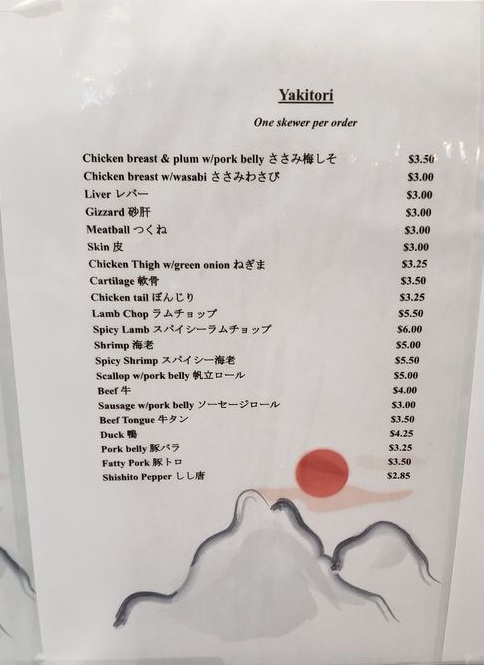 Yakitori
One skewer per order
Chicken breast & plum w/pork belly ささみ梅しそ $3.50
Chicken breast w/wasabi ささみわさび $3.00
Liver レバー $3.00
Gizzard 砂肝 $3.00
Meatball つくね $3.00
Skin 皮 $3.00
Chicken Thigh w/green onion ねぎま $3.25
Cartilage 軟骨 $3.50
Chicken tail ぼんじり $3.25
Lamb Chop ラムチョップ $5.50
Spicy Lamb スパイシーラムチョップ $6.00
Shrimp 海老 $5.00
Spicy Shrimp スパイシー海老 $5.50
Scallop w/pork belly 帆立ロール $5.00
Beef 牛 $4.00
Sausage w/pork belly ソーセージロール $3.00
Beef Tongue 牛タン $3.50
Duck 鴨 $4.25
Pork belly 豚バラ $3.25
Fatty Pork 豚トロ $3.50
Shishito Pepper しし唐 $2.85